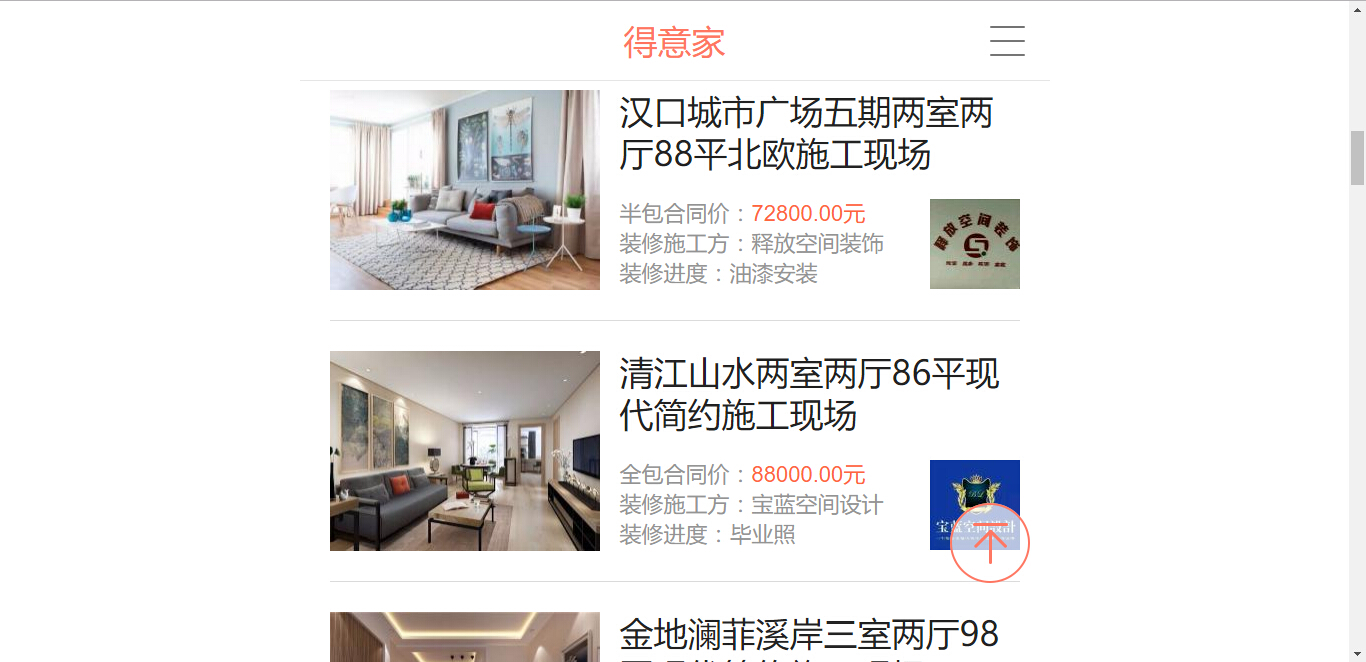 得意家
汉口城市广场五期两室两
厅88平北欧施工现场
半包合同价：72800.00元
装修施工方：释放空间装饰
装修进度：油漆安装
释放空间装饰
清江山水两室两厅86平现
代简约施工现场
全包合同价：88000.00元
装修施工方：宝蓝空间设计
装修进度：毕业照
宝蓝空间設計
金地澜菲溪岸三室两厅98